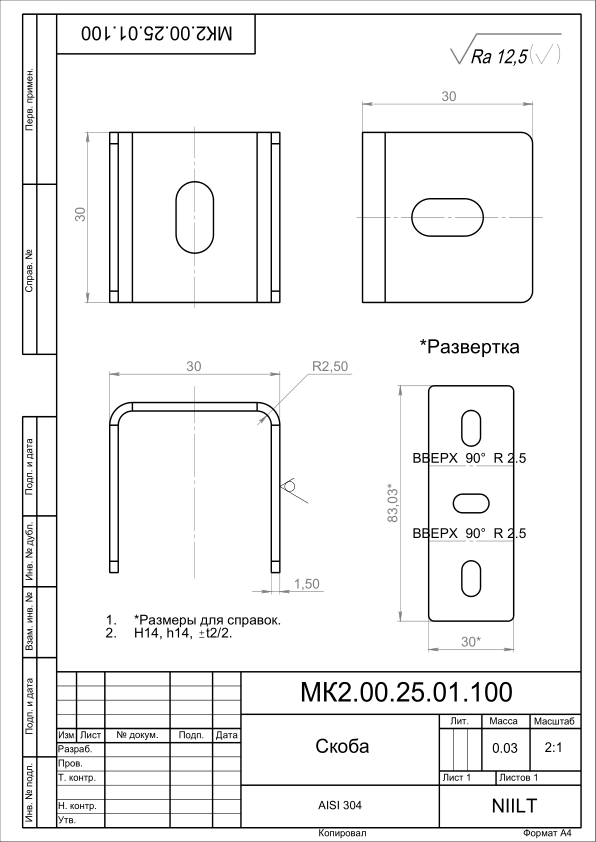 МК2.00.25.01.100
Ra 12,5(√)
Перв. примен.
Справ. №
30
30
30
R2,50
1,50
*Развертка
ВВЕРХ 90° R 2.5
ВВЕРХ 90° R 2.5
83,03*
30*
1. *Размеры для справок.
2. H14, h14, ±t2/2.
Подп. и дата
Инв. № дубл.
Взам. инв. №
Подп. и дата
Инв. № подл.
МК2.00.25.01.100
Изм Лист № докум. Подп. Дата
Разраб.
Пров.
Т. контр.
Н. контр.
Утв.
Скоба
Лит. Масса Масштаб
0.03 2:1
Лист 1 Листов 1
AISI 304
NIILT
Копировал Формат А4